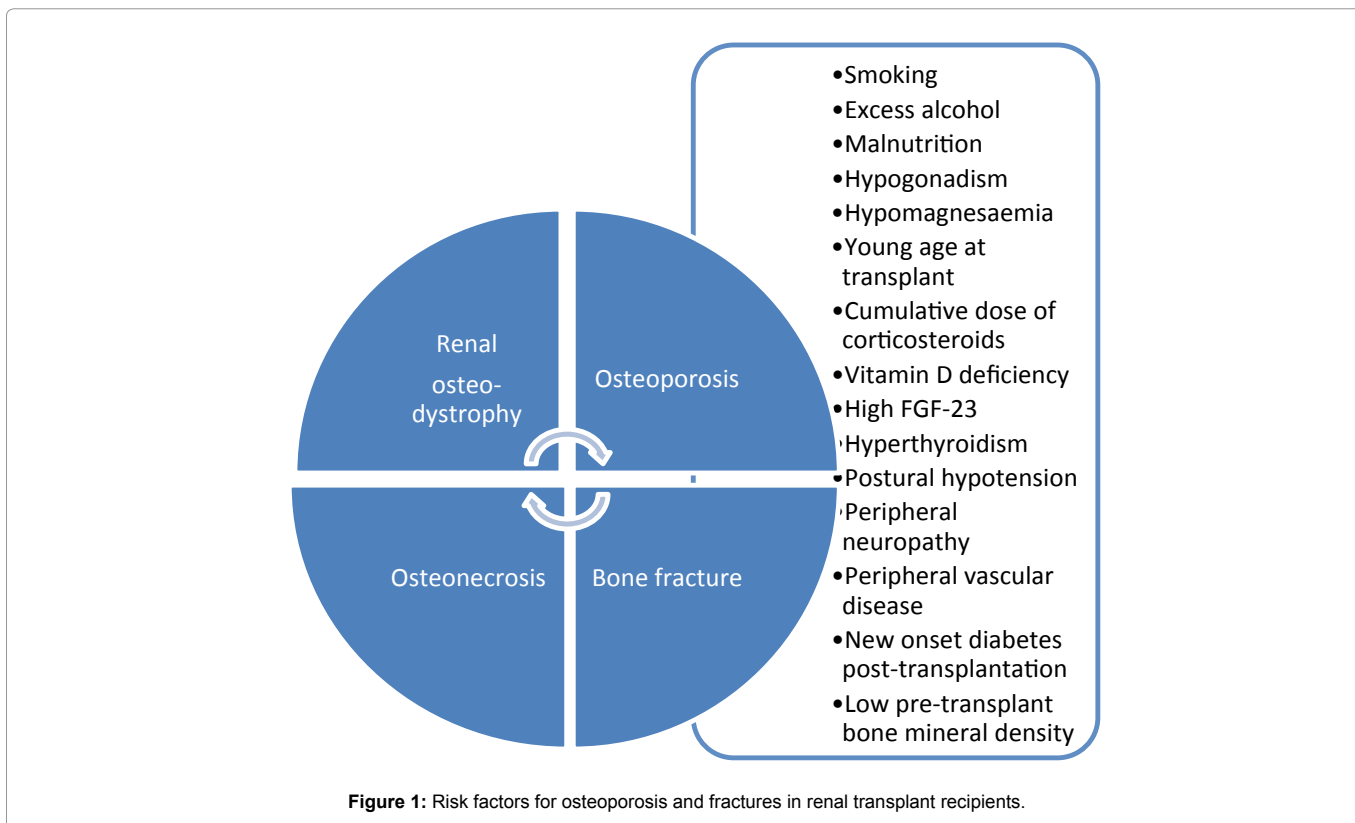 •Smoking
•Excess alcohol
•Malnutrition
•Hypogonadism
•Hypomagnesaemia
•Young age at
transplant
•Cumulative dose of
corticosteroids
•Vitamin D deficiency
•High FGF-23
•Hyperthyroidism
•Postural hypotension
•Peripheral
neuropathy
•Peripheral vascular
disease
•New onset diabetes
post-transplantation
•Low pre-transplant
bone mineral density
Renal
osteo-
dystrophy
Osteoporosis
Osteonecrosis
Bone fracture
Figure 1: Risk factors for osteoporosis and fractures in renal transplant recipients.